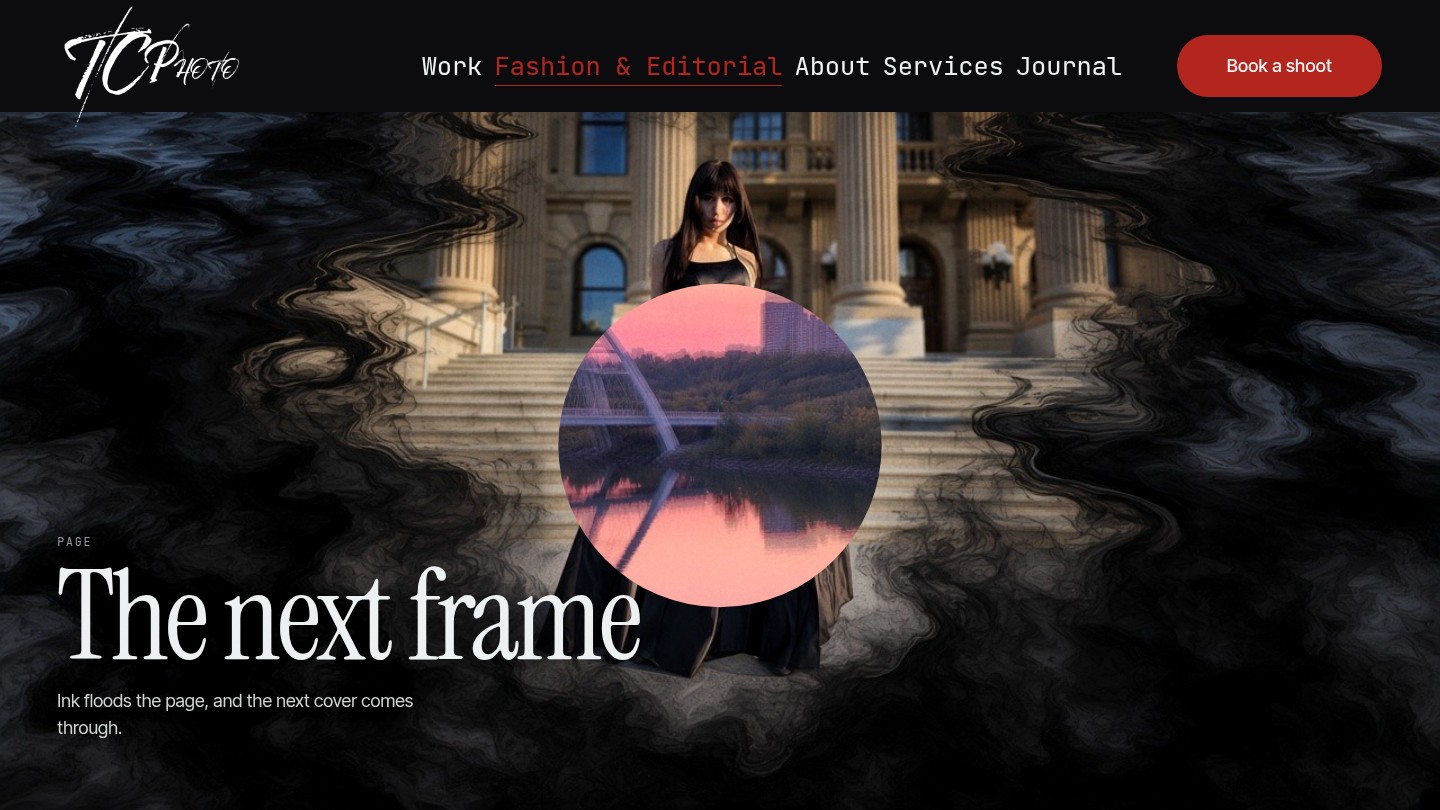 TCPHOTO
Work Fashion & Editorial About Services Journal
Book a shoot
PAGE
The next frame
Ink floods the page, and the next cover comes
through.